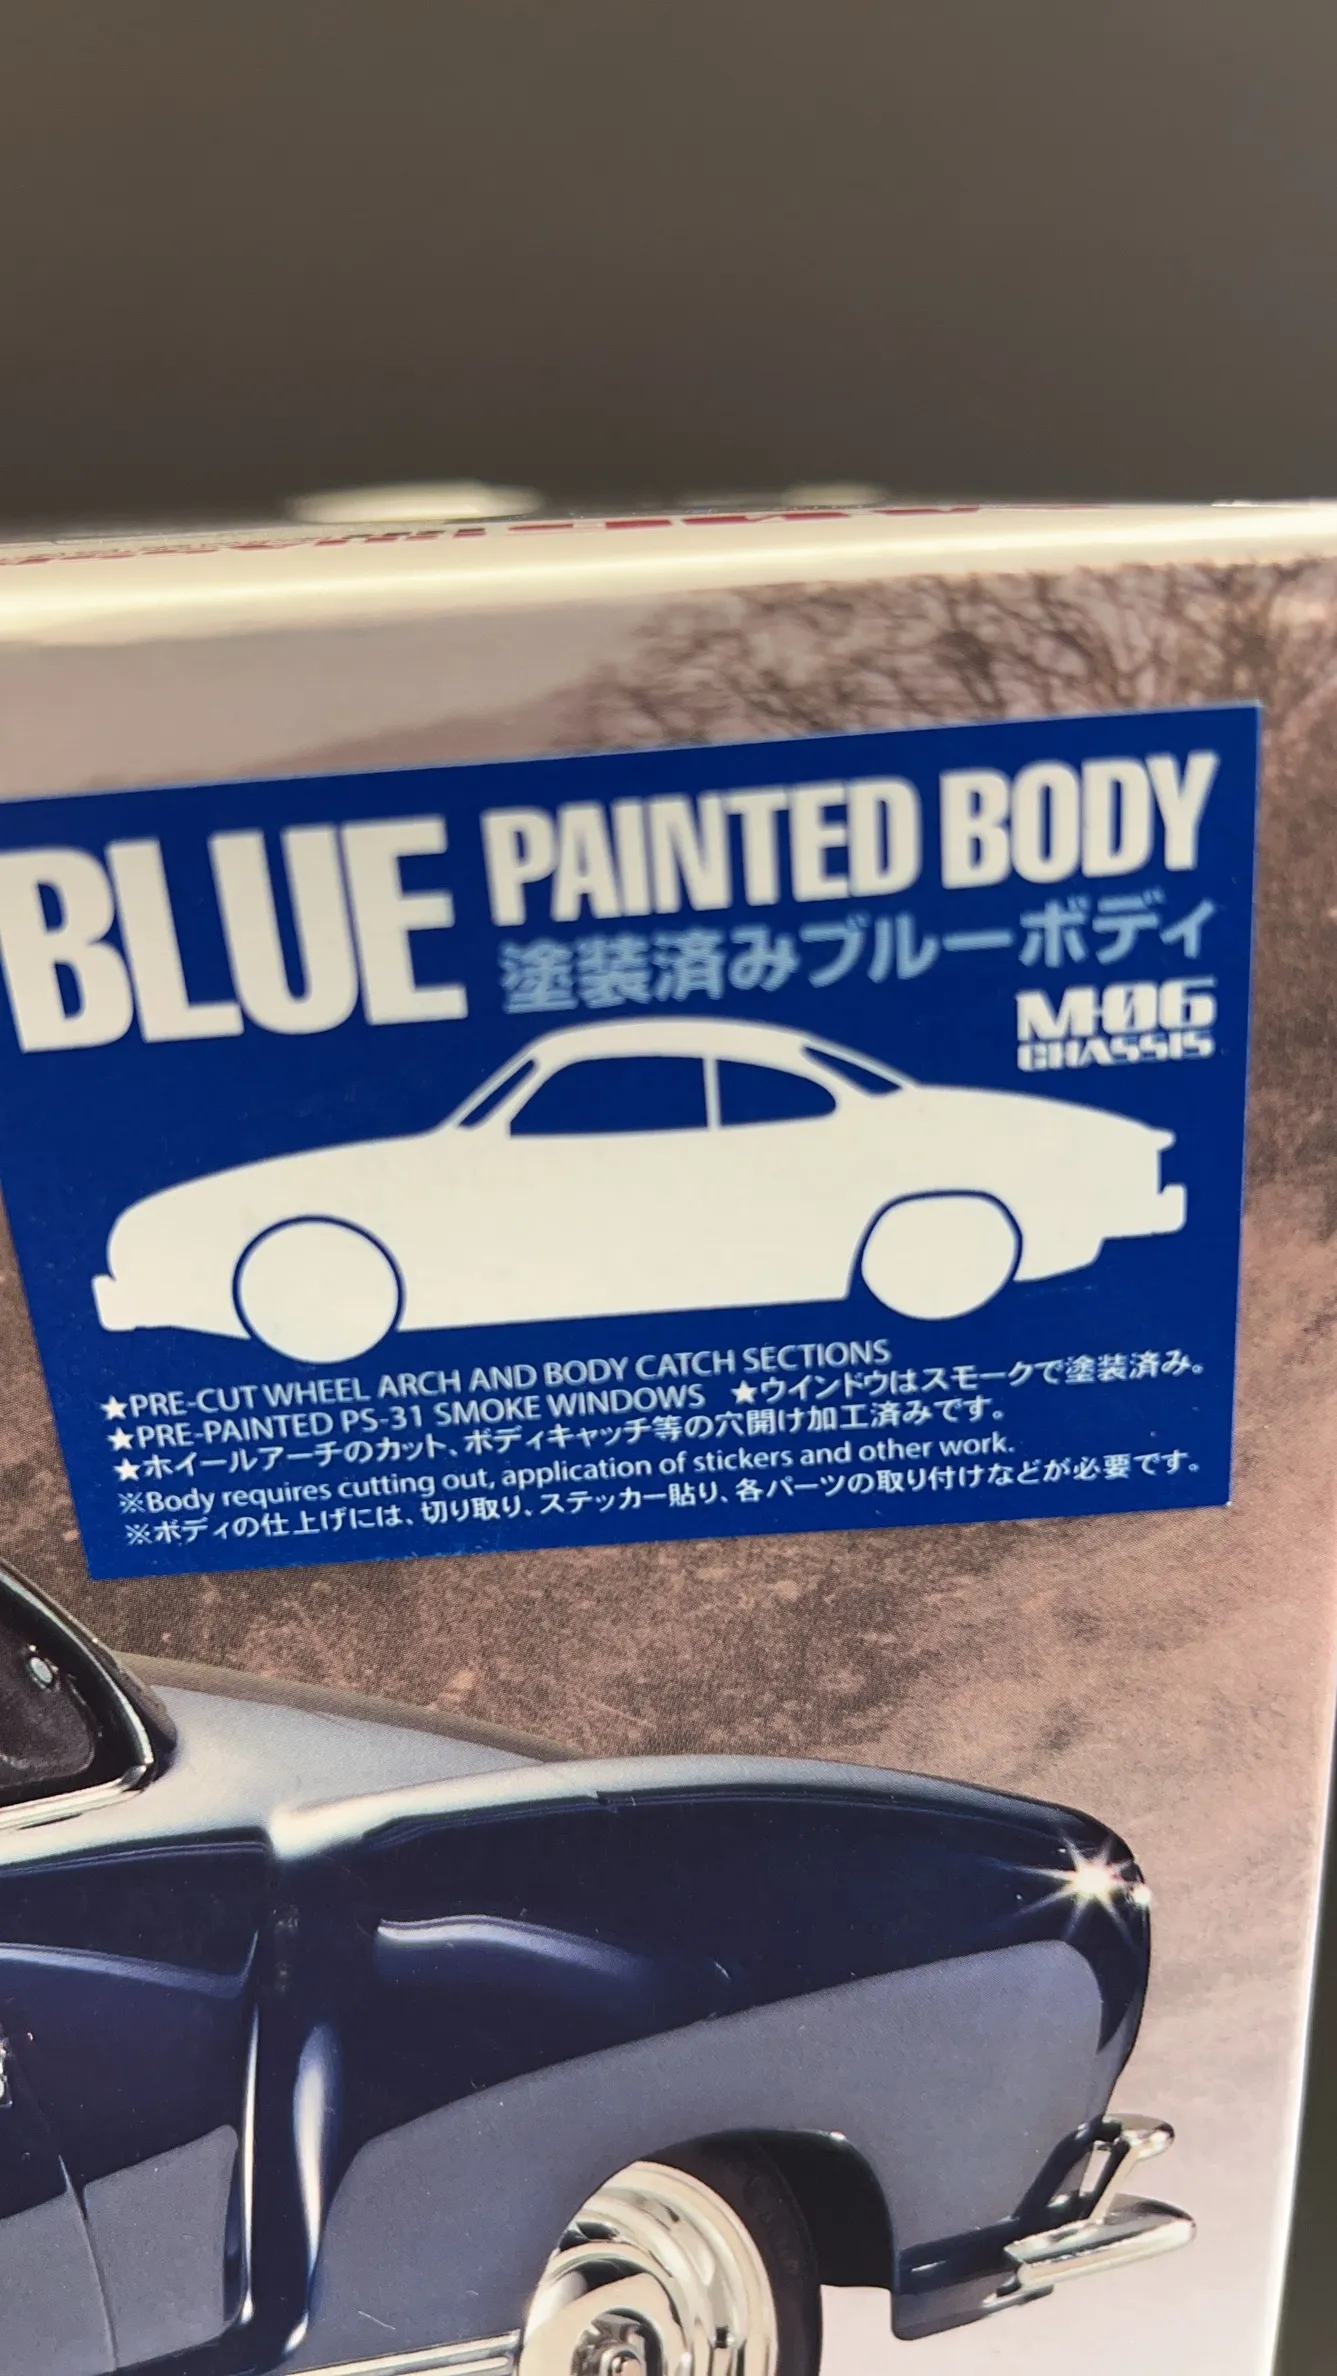 BLUE PAINTED BODY
塗装済みブルーボディ
M-06
CHASSIS
★PRE-CUT WHEEL ARCH AND BODY CATCH SECTIONS
★PRE-PAINTED PS-31 SMOKE WINDOWS ★ウインドウはスモークで塗装済み。
★ホイールアーチのカット、ボディキャッチ等の穴開け加工済みです。
※Body requires cutting out, application of stickers and other work.
※ボディの仕上げには、切り取り、ステッカー貼り、各パーツの取り付けなどが必要です。